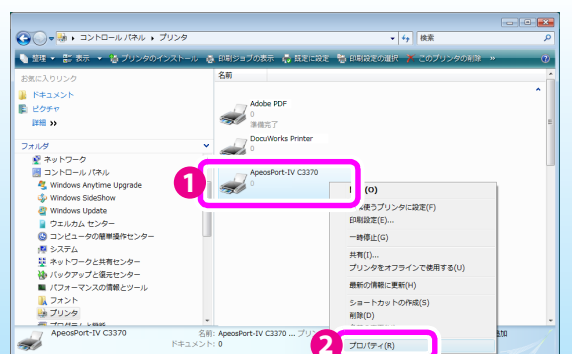 コントロール パネル ▸ プリンタ
検索
整理 表示 プリンタのインストール 印刷ジョブの表示 既定に設定 印刷設定の選択 このプリンタの削除 »
お気に入りリンク
ドキュメント
ピクチャ
詳細 »
フォルダ
ネットワーク
コントロール パネル
Windows Anytime Upgrade
Windows SideShow
Windows Update
ウェルカム センター
コンピュータの簡単操作センター
システム
ネットワークと共有センター
バックアップと復元センター
パフォーマンスの情報とツール
フォント
プリンタ
名前
Adobe PDF
0
準備完了
DocuWorks Printer
0
1
ApeosPort-IV C3370
0
(O)
使うプリンタに設定(F)
印刷設定(E)...
一時停止(G)
共有(I)...
プリンタをオフラインで使用する(U)
最新の情報に更新(H)
ショートカットの作成(S)
削除(D)
2
プロパティ(R)
ApeosPort-IV C3370
名前: ApeosPort-IV C3370 ... プリン
ドキュメント: 0